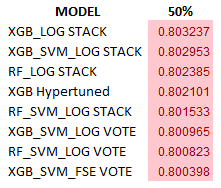 MODEL 50%
XGB_LOG STACK 0.803237
XGB_SVM_LOG STACK 0.802953
RF_LOG STACK 0.802385
XGB Hypertuned 0.802101
RF_SVM_LOG STACK 0.801533
XGB_SVM_LOG VOTE 0.800965
RF_SVM_LOG VOTE 0.800823
XGB_SVM_FSE VOTE 0.800398